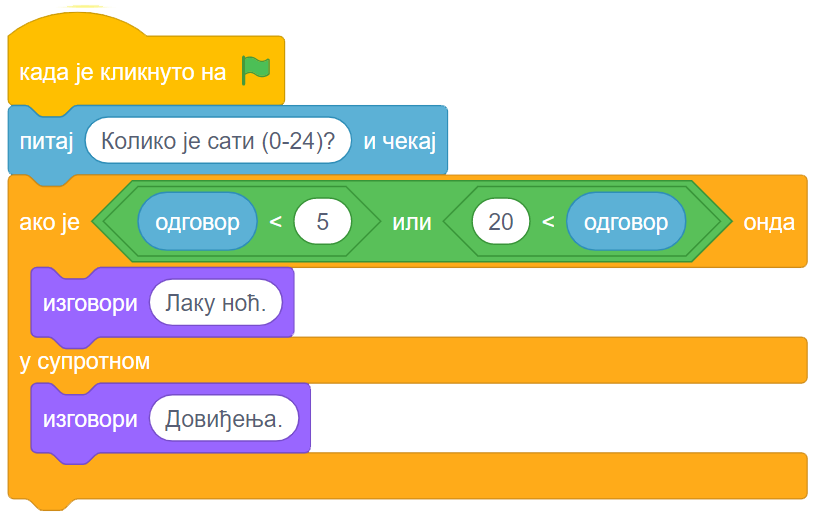 када је кликнуто на
питај Колико је сати (0-24)? и чекај
ако је одговор < 5 или 20 < одговор онда
изговори Лаку ноћ.
у супротном
изговори Довиђења.